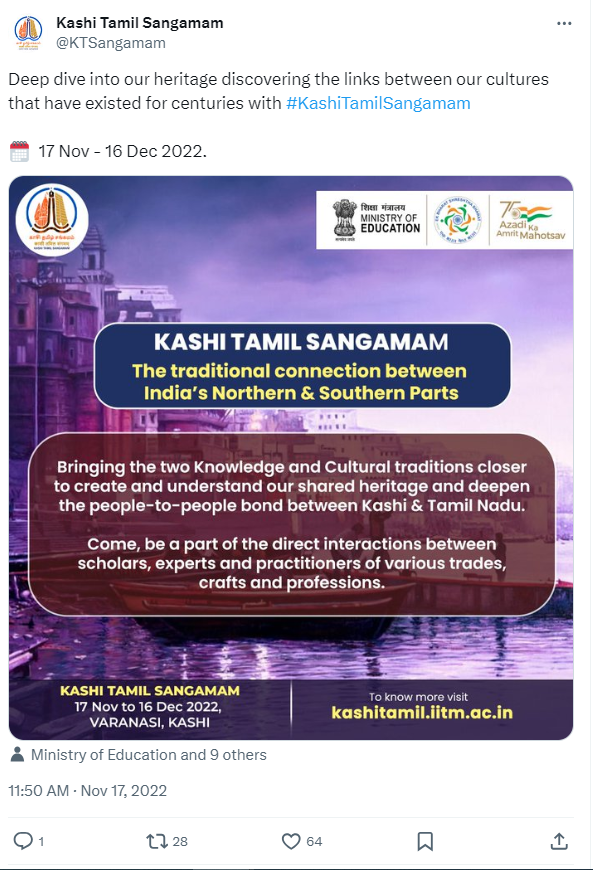 Kashi Tamil Sangamam
@KTSangamam
Deep dive into our heritage discovering the links between our cultures
that have existed for centuries with #KashiTamilSangamam
17 Nov - 16 Dec 2022.
शिक्षा मंत्रालय
MINISTRY OF
EDUCATION
75
Azadi Ka
Amrit Mahotsav
KASHI TAMIL SANGAMAM
The traditional connection between
India's Northern & Southern Parts
Bringing the two Knowledge and Cultural traditions closer
to create and understand our shared heritage and deepen
the people-to-people bond between Kashi & Tamil Nadu.
Come, be a part of the direct interactions between
scholars, experts and practitioners of various trades,
crafts and professions.
KASHI TAMIL SANGAMAM
17 Nov to 16 Dec 2022,
VARANASI, KASHI
To know more visit
kashitamil.iitm.ac.in
Ministry of Education and 9 others
11:50 AM · Nov 17, 2022
1
28
64